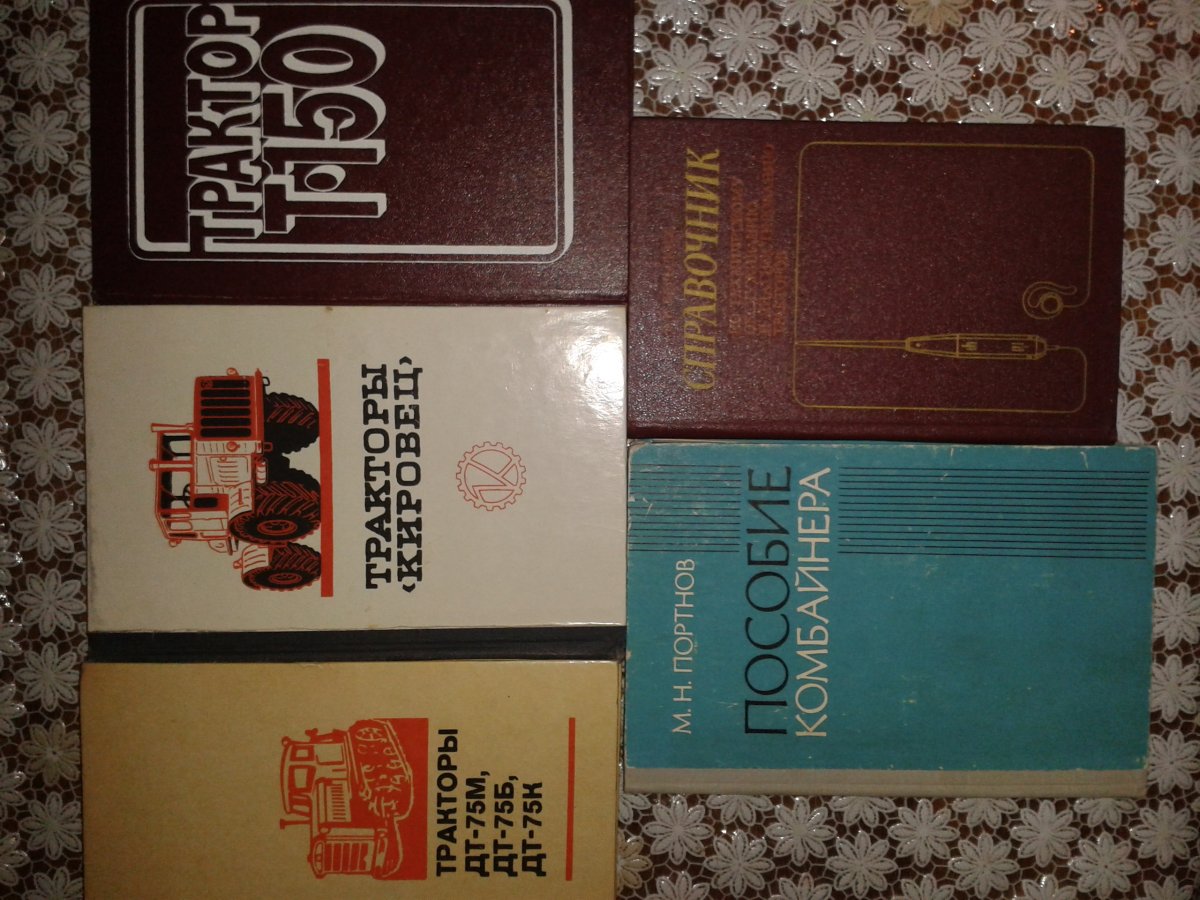 ТРАКТОР
Т-150
ТРАКТОРЫ
‹КИРОВЕЦ›
ТРАКТОРЫ
ДТ-75М,
ДТ-75Б,
ДТ-75К
СПРАВОЧНИК
М. Н. ПОРТНОВ
ПОСОБИЕ
КОМБАЙНЕРА